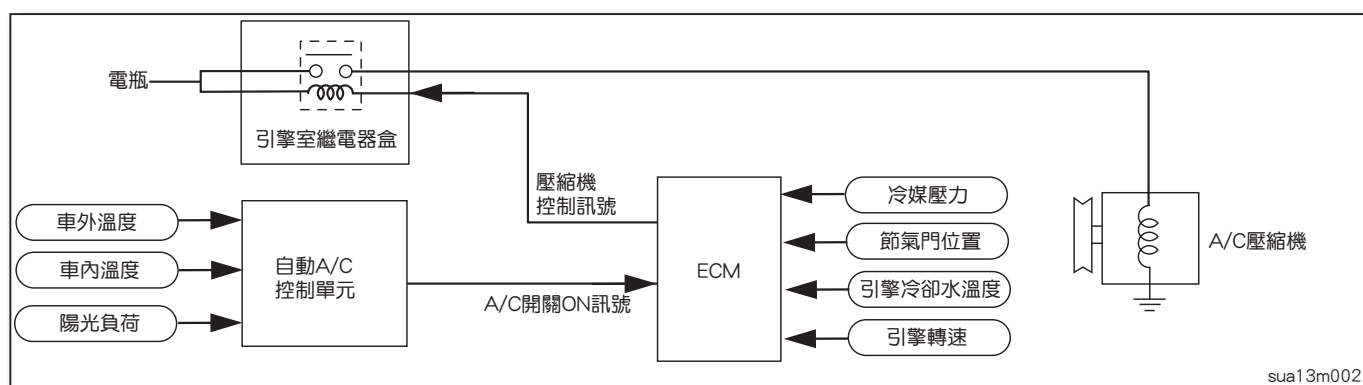 電瓶
引擎室繼電器盒
壓縮機
控制訊號
車外溫度
車內溫度
陽光負荷
自動A/C
控制單元
A/C開關ON訊號
ECM
冷媒壓力
節氣門位置
引擎冷卻水溫度
引擎轉速
A/C壓縮機
sua13m002